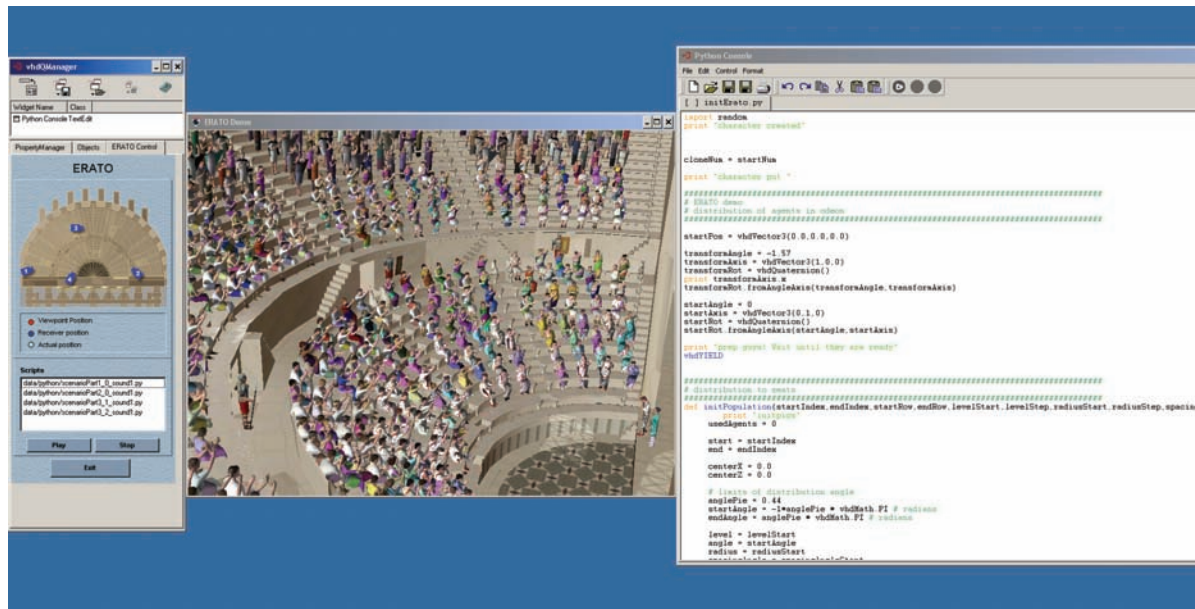 vhdQManager
Widget Name Class
Python Console TextEdit
PropertyManager Objects ERATO Control
ERATO
3
1
2
Viewpoint Position
Receiver position
Actual position
Scripts
data/python/scenarioPart1_0_sound1.py
data/python/scenarioPart2_0_sound1.py
data/python/scenarioPart3_1_sound1.py
data/python/scenarioPart3_2_sound1.py
Play Stop
Exit
ERATO Demo
Python Console
File Edit Control Format
[ ] initErato.py
import random
print "character created"
cloneNum = startNum
print "character got "
################################################################################
# ERATO demo
# distribution of agents in odeon
################################################################################
startPos = vhdVector3(0.0,0.0,0.0)
transformAngle = -1.57
transformAxis = vhdVector3(1,0,0)
transformRot = vhdQuaternion()
print transformAxis.x
transformRot.fromAngleAxis(transformAngle,transformAxis)
startAngle = 0
startAxis = vhdVector3(0,1,0)
startRot = vhdQuaternion()
startRot.fromAngleAxis(startAngle,startAxis)
print "prep guys! Wait until they are ready"
vhdYIELD
################################################################################
# distribution to seats
################################################################################
def initPopulation(startIndex,endIndex,startRow,endRow,levelStart,levelStep,radiusStart,radiusStep,spacin
print "initpops"
usedAgents = 0
start = startIndex
end = endIndex
centerX = 0.0
centerZ = 0.0
# limits of distribution angle
anglePie = 0.44
startAngle = -1*anglePie * vhdMath.PI # radians
endAngle = anglePie * vhdMath.PI # radians
level = levelStart
angle = startAngle
radius = radiusStart